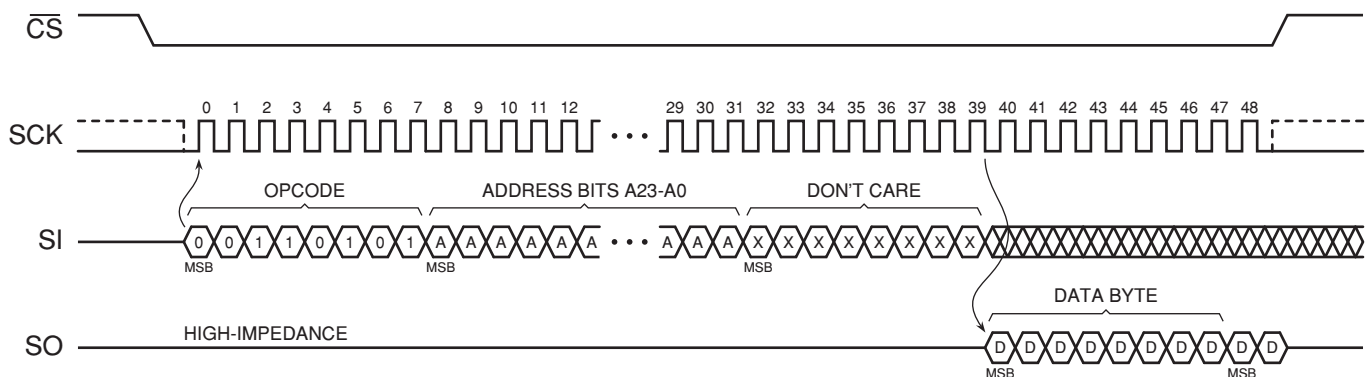 CS
0 1 2 3 4 5 6 7 8 9 10 11 12 29 30 31 32 33 34 35 36 37 38 39 40 41 42 43 44 45 46 47 48
SCK
OPCODE ADDRESS BITS A23-A0 DON'T CARE
SI 0 0 1 1 0 1 0 1 A A A A A A • • • A A A X X X X X X X X
MSB MSB MSB
DATA BYTE
HIGH-IMPEDANCE
SO D D D D D D D D D D
MSB MSB